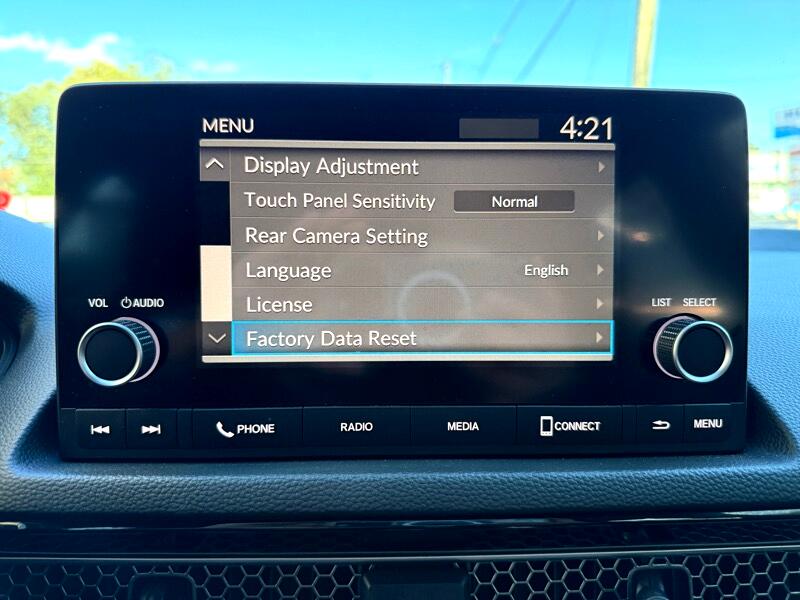 MENU 4:21
Display Adjustment
Touch Panel Sensitivity Normal
Rear Camera Setting
Language English
License
Factory Data Reset
VOL AUDIO
LIST SELECT
PHONE RADIO MEDIA CONNECT MENU